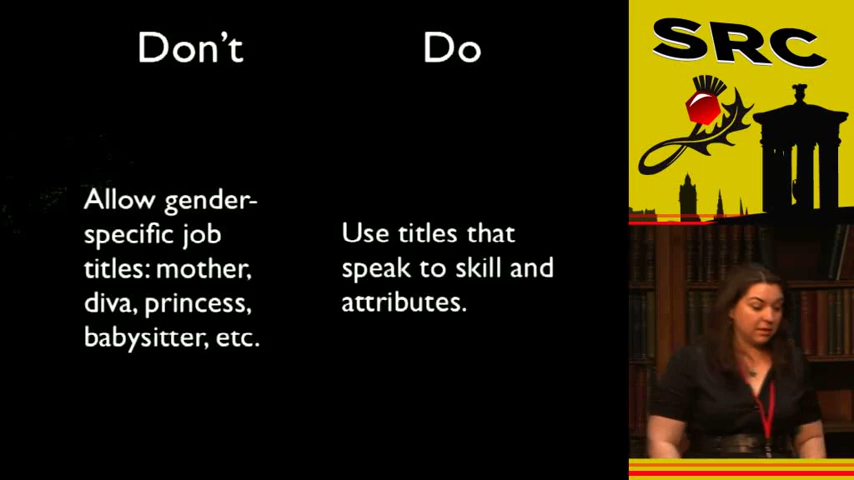 Don't
Do
Allow gender-
specific job
titles: mother,
diva, princess,
babysitter, etc.
Use titles that
speak to skill and
attributes.
SRC